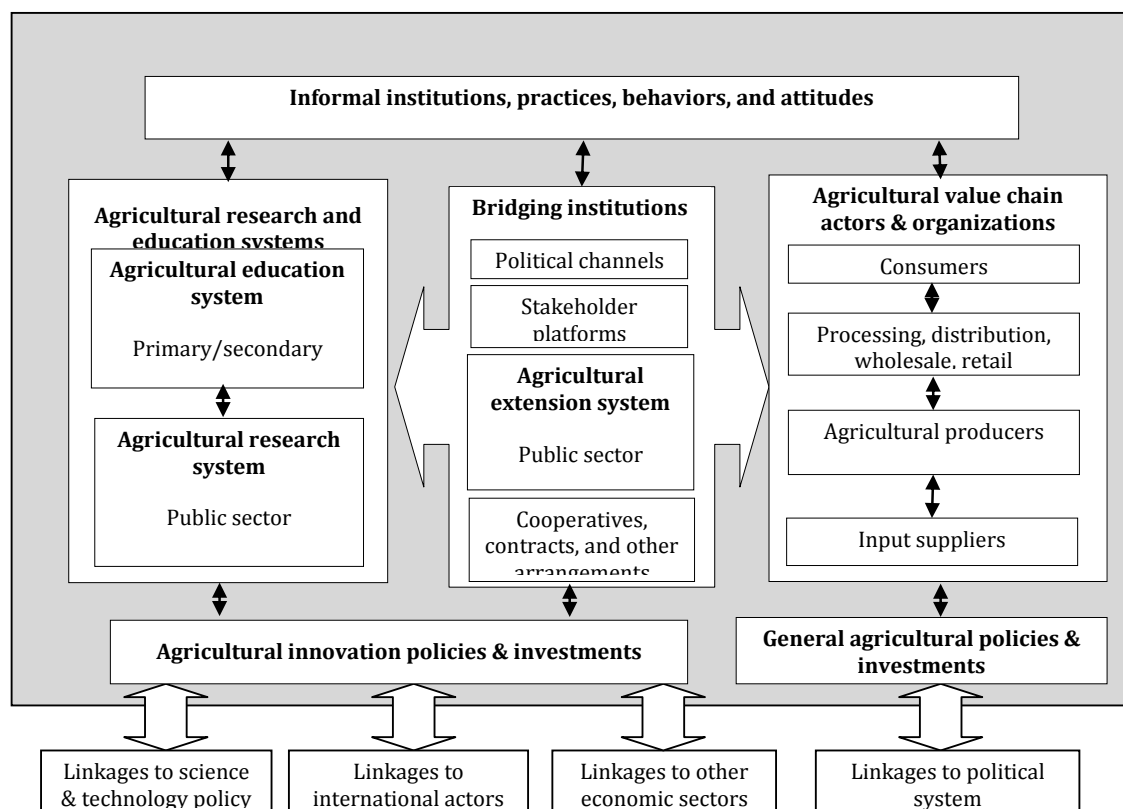 Informal institutions, practices, behaviors, and attitudes
Agricultural research and
education systems
Agricultural education
system
Primary/secondary
Agricultural research
system
Public sector
Bridging institutions
Political channels
Stakeholder
platforms
Agricultural
extension system
Public sector
Cooperatives,
contracts, and other
arrangements
Agricultural value chain
actors & organizations
Consumers
Processing, distribution,
wholesale, retail
Agricultural producers
Input suppliers
Agricultural innovation policies & investments
General agricultural policies &
investments
Linkages to science
& technology policy
Linkages to
international actors
Linkages to other
economic sectors
Linkages to political
system